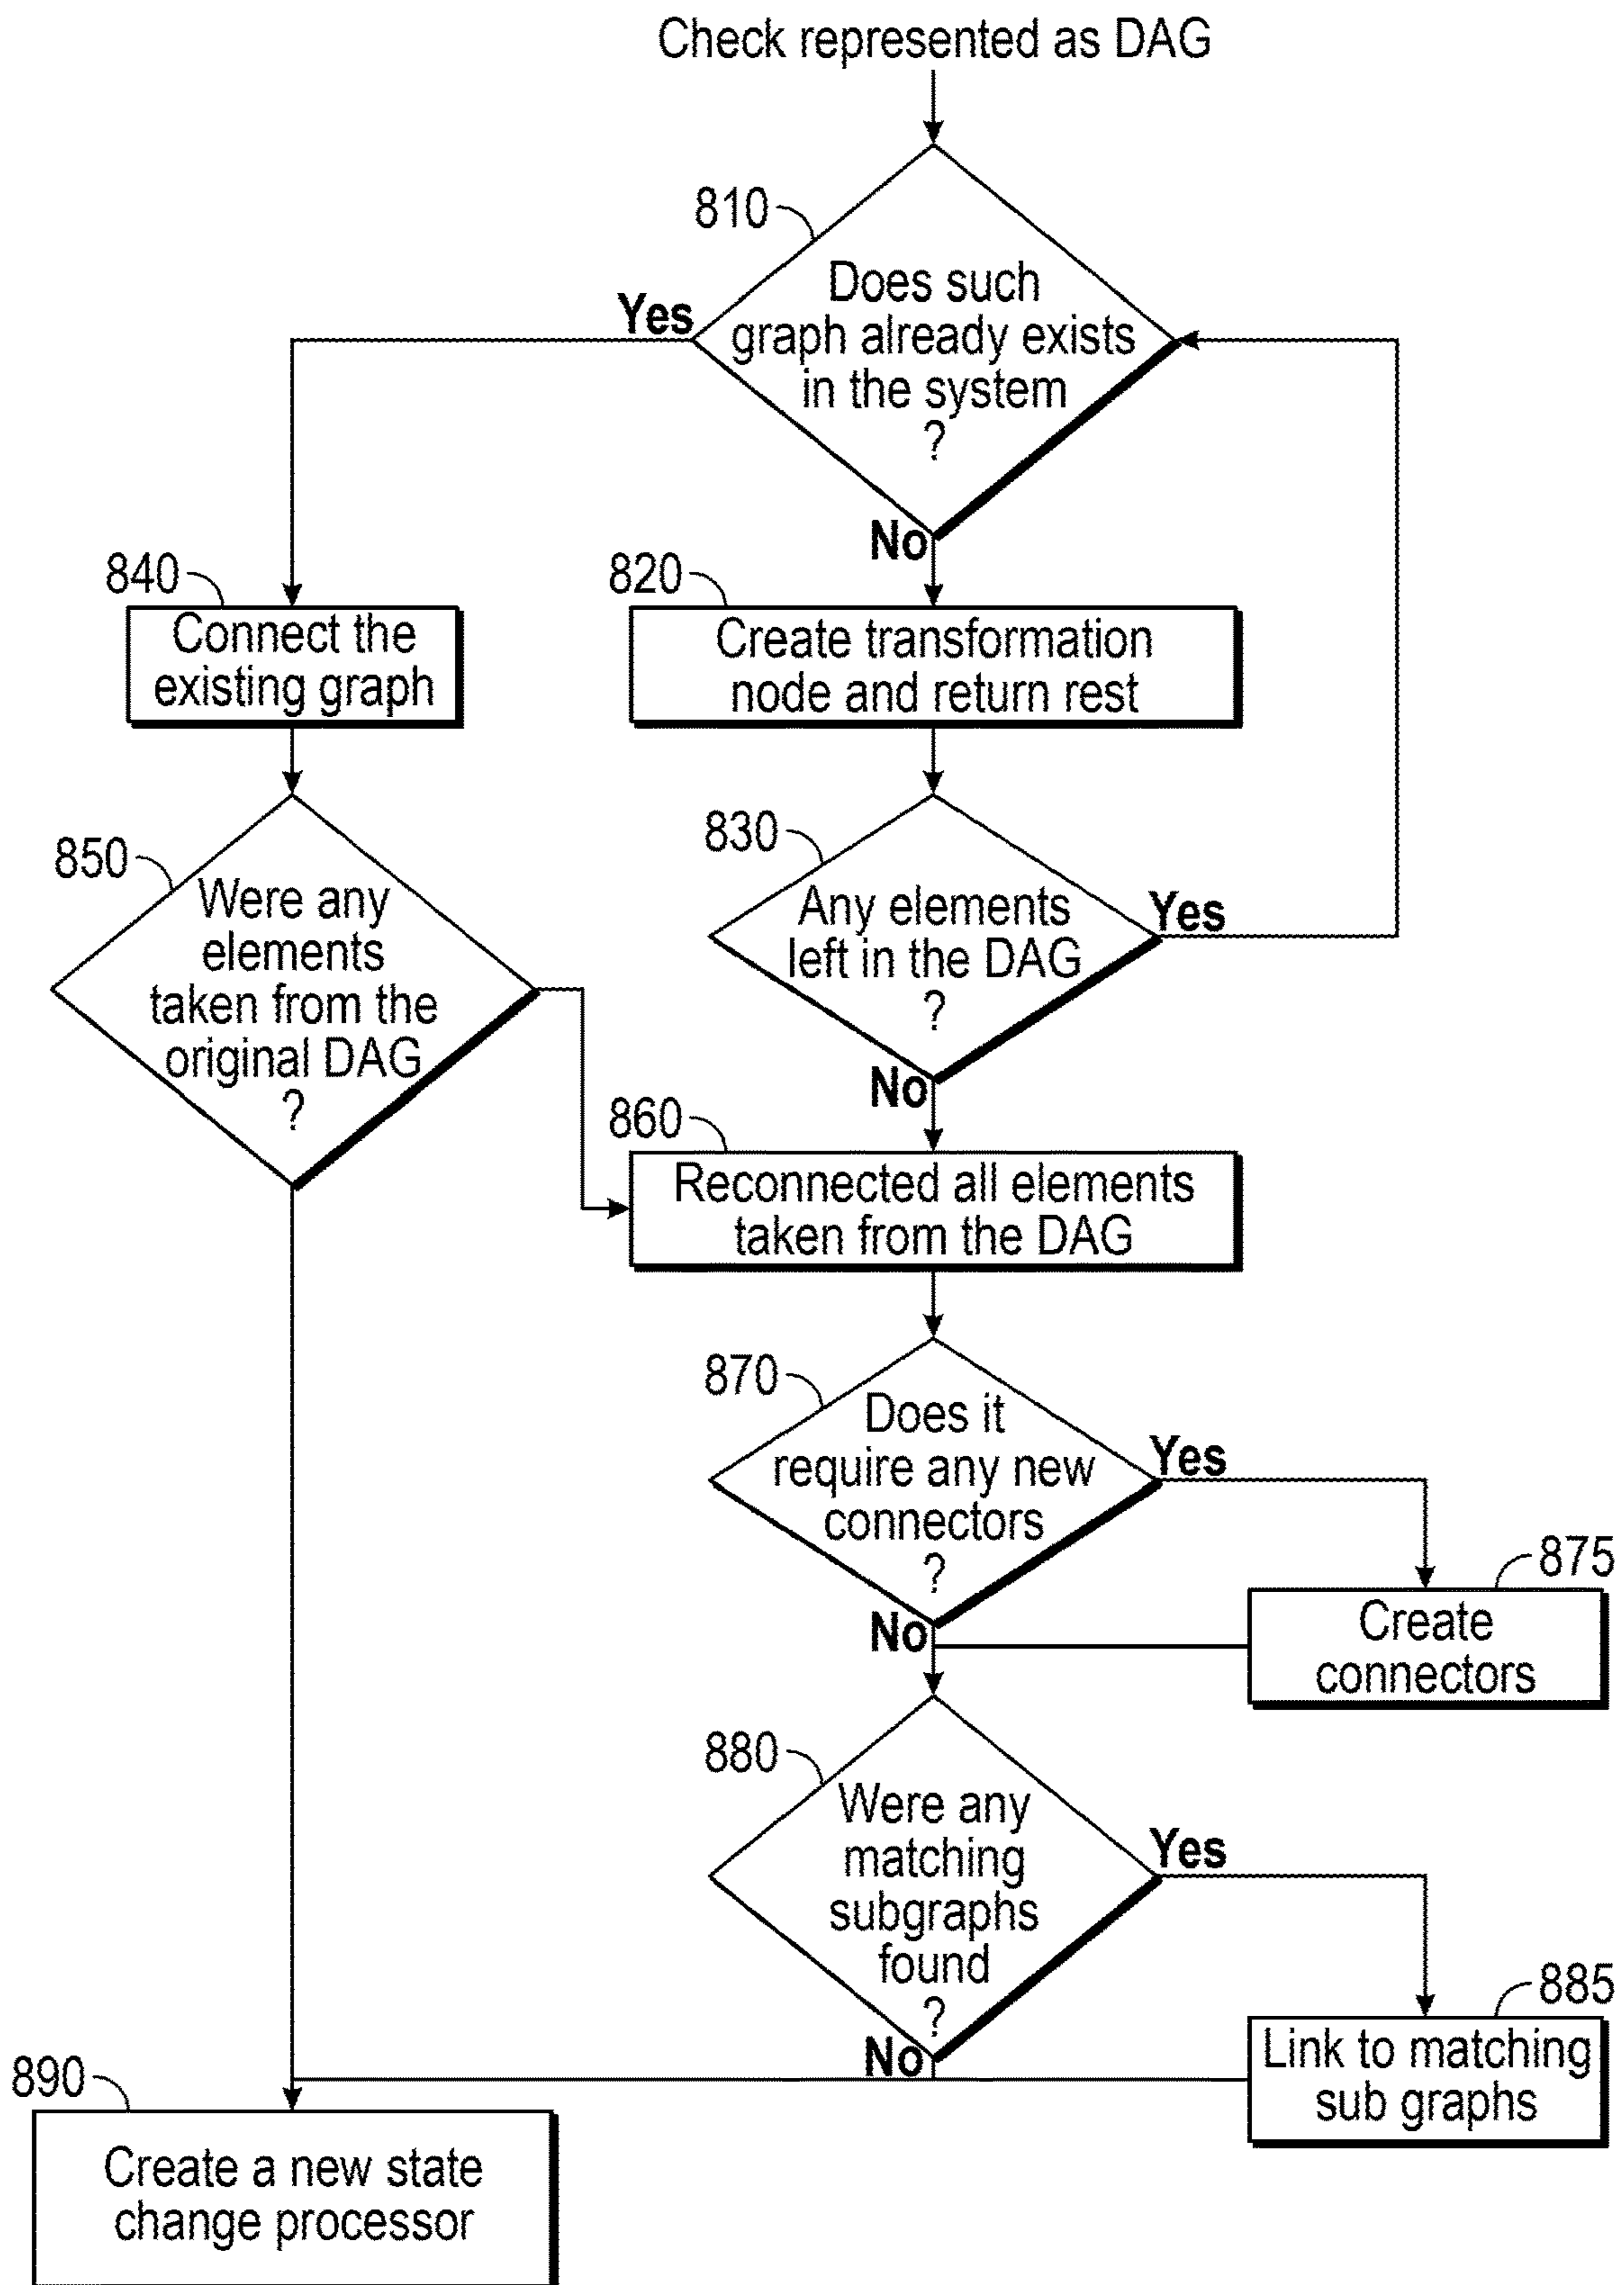 Check represented as DAG
810
Does such
graph already exists
in the system
?
Yes
No
840
Connect the
existing graph
820
Create transformation
node and return rest
850
Were any
elements
taken from the
original DAG
?
830
Any elements
left in the DAG
?
Yes
No
860
Reconnected all elements
taken from the DAG
870
Does it
require any new
connectors
?
Yes
No
875
Create
connectors
880
Were any
matching
subgraphs
found
?
Yes
No
885
Link to matching
sub graphs
890
Create a new state
change processor